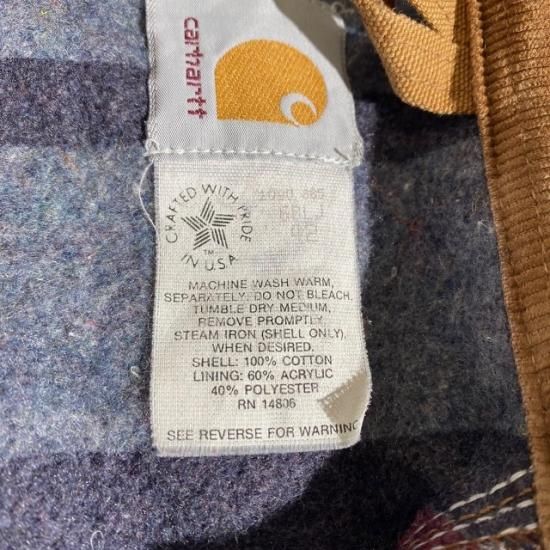 carhartt
CRAFTED WITH PRIDE
IN U.S.A.
TM
MACHINE WASH WARM,
SEPARATELY. DO NOT BLEACH.
TUMBLE DRY MEDIUM,
REMOVE PROMPTLY.
STEAM IRON (SHELL ONLY),
WHEN DESIRED.
SHELL: 100% COTTON
LINING: 60% ACRYLIC
40% POLYESTER
RN 14806
SEE REVERSE FOR WARNING